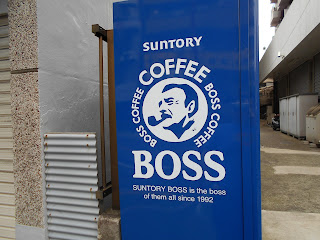 SUNTORY
COFFEE
BOSS COFFEE
BOSS COFFEE
BOSS
SUNTORY BOSS is the boss
of them all since 1992